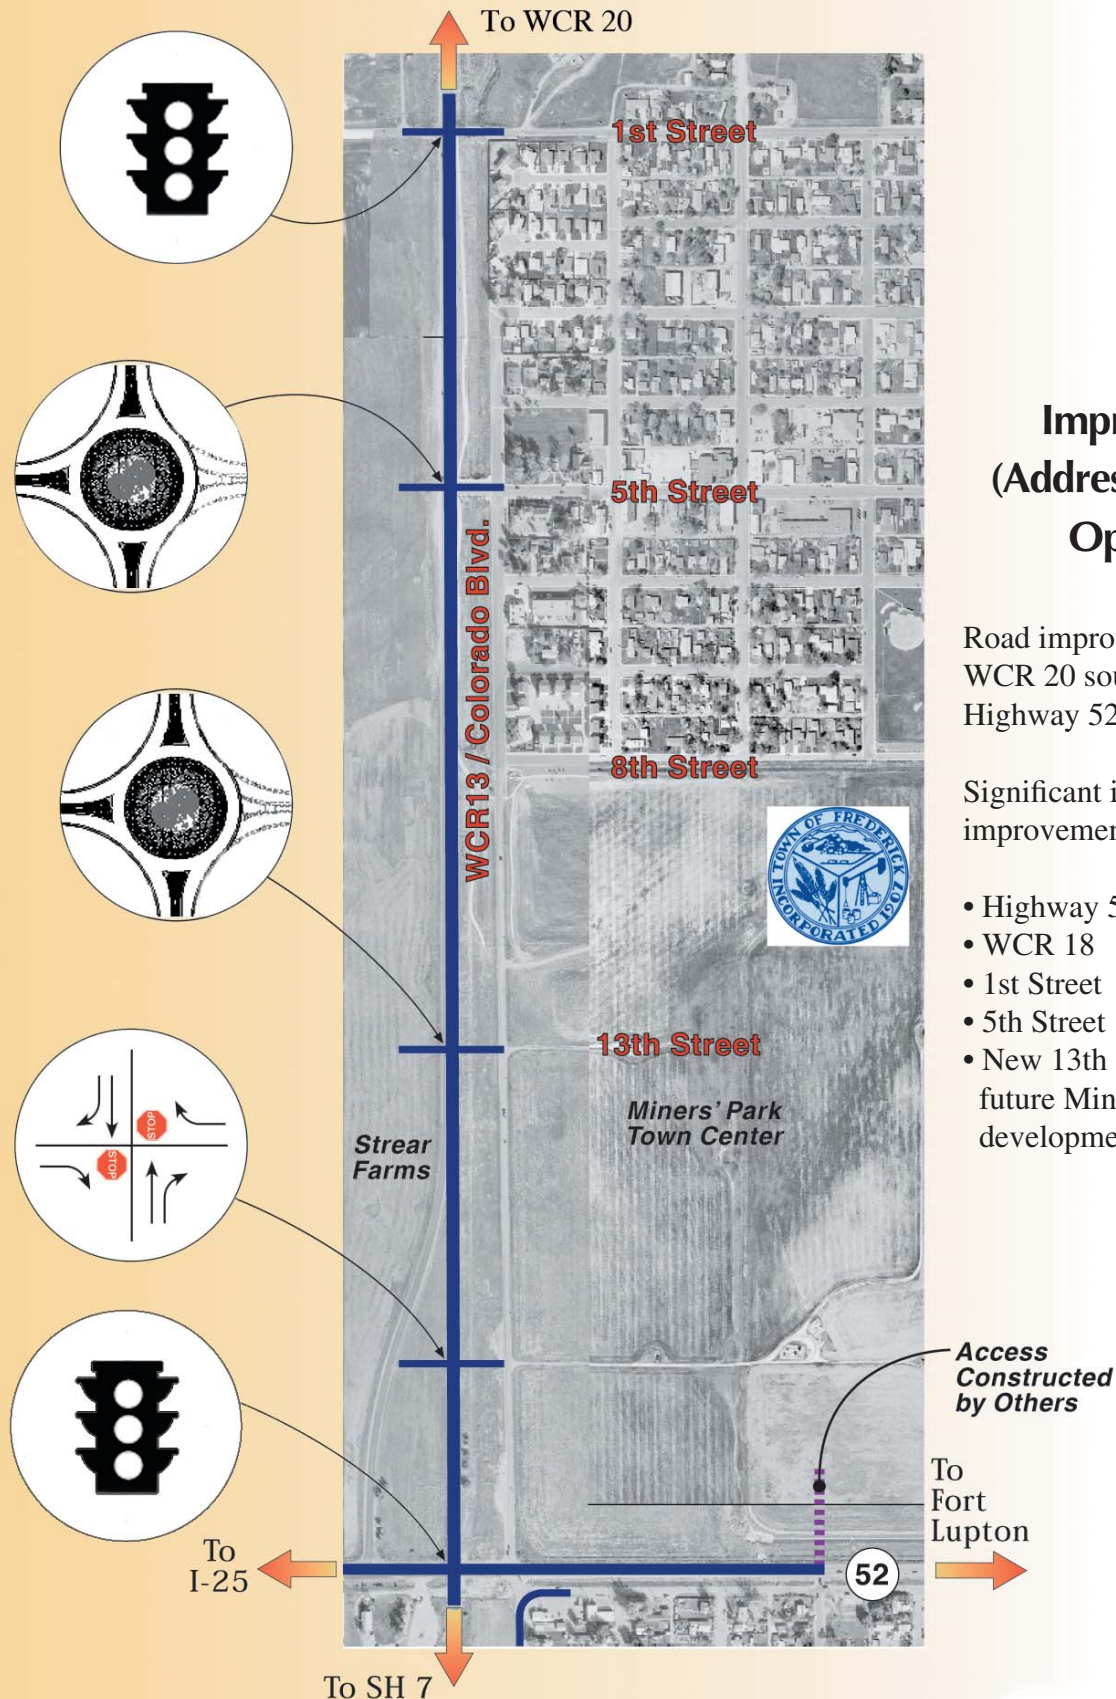 To WCR 20
1st Street
5th Street
WCR13 / Colorado Blvd.
8th Street
TOWN OF FREDERICK
INCORPORATED 1907
13th Street
Miners' Park
Town Center
Strear
Farms
STOP
STOP
Access
Constructed
by Others
To
Fort
Lupton
To
I-25
52
To SH 7
Impr
(Addres
Op
Road improv
WCR 20 sou
Highway 52
Significant i
improvemen
• Highway 5
• WCR 18
• 1st Street
• 5th Street
• New 13th
future Min
developme